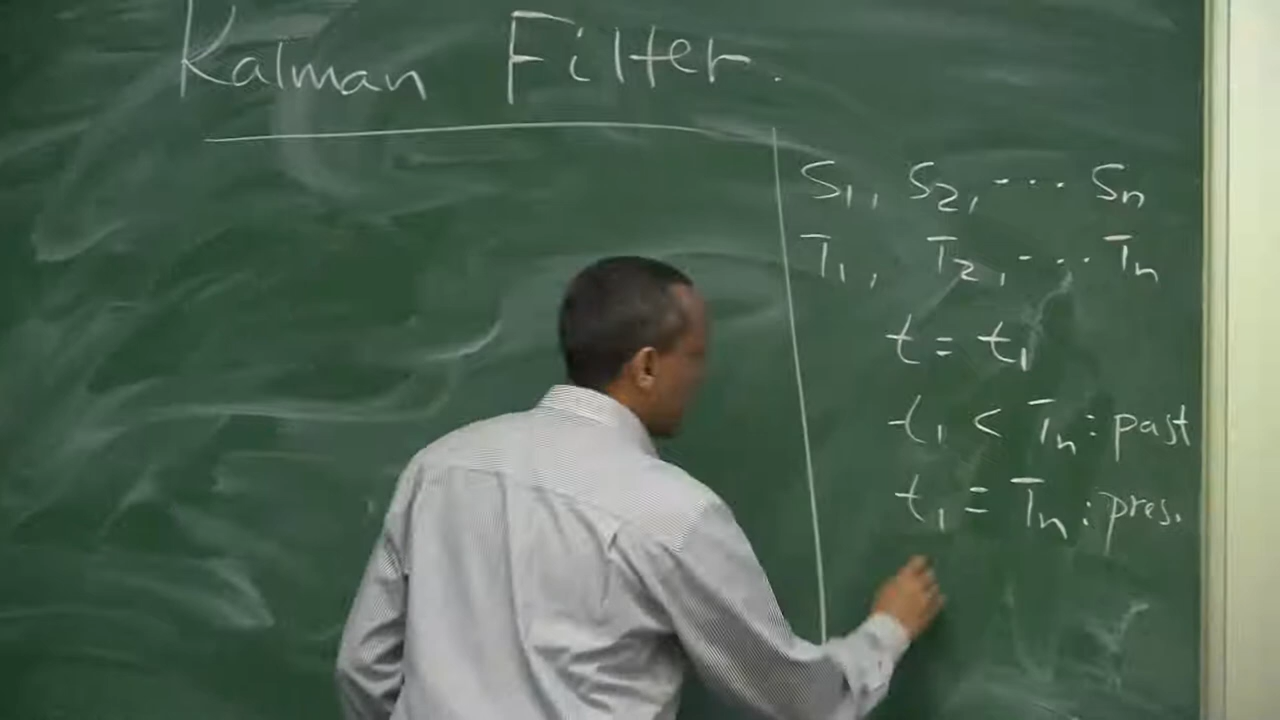 Kalman Filter.
S1, S2, .... Sn
T1, T2, .... Tn
t = t1
t1 < Tn : past
t1 = Tn : pres.